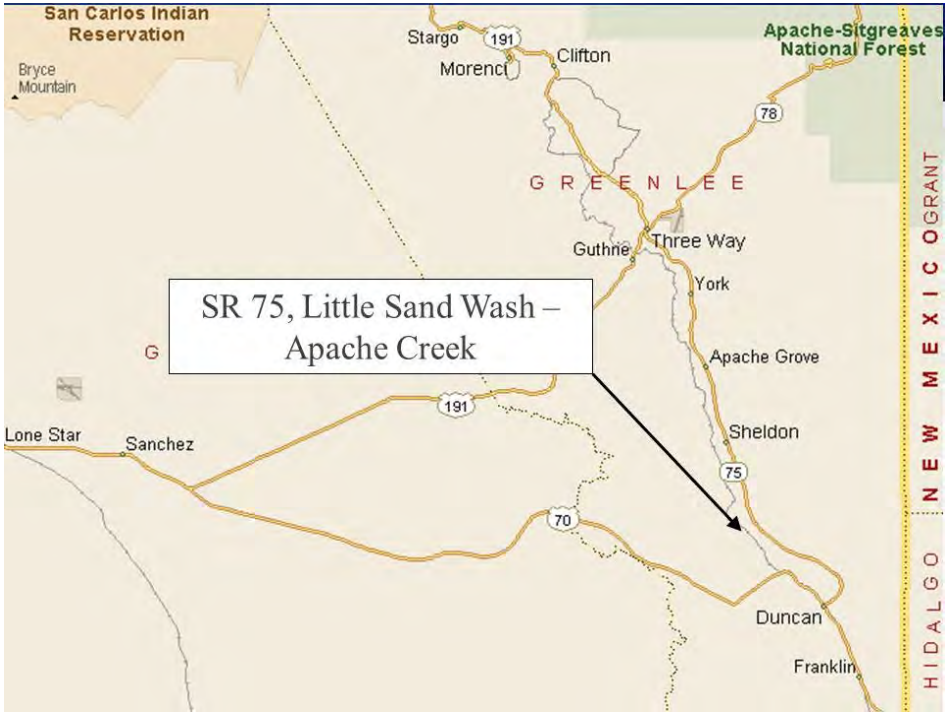 San Carlos Indian
Reservation
Bryce
Mountain
Stargo
191
Morenci
Clifton
Apache-Sitgreaves
National Forest
78
G R E E N L E E
GRANT
NEW MEXICO
Guthrie
Three Way
York
SR 75, Little Sand Wash –
Apache Creek
G
Apache Grove
191
Lone Star
Sanchez
Sheldon
75
70
HIDALGO
Duncan
Franklin